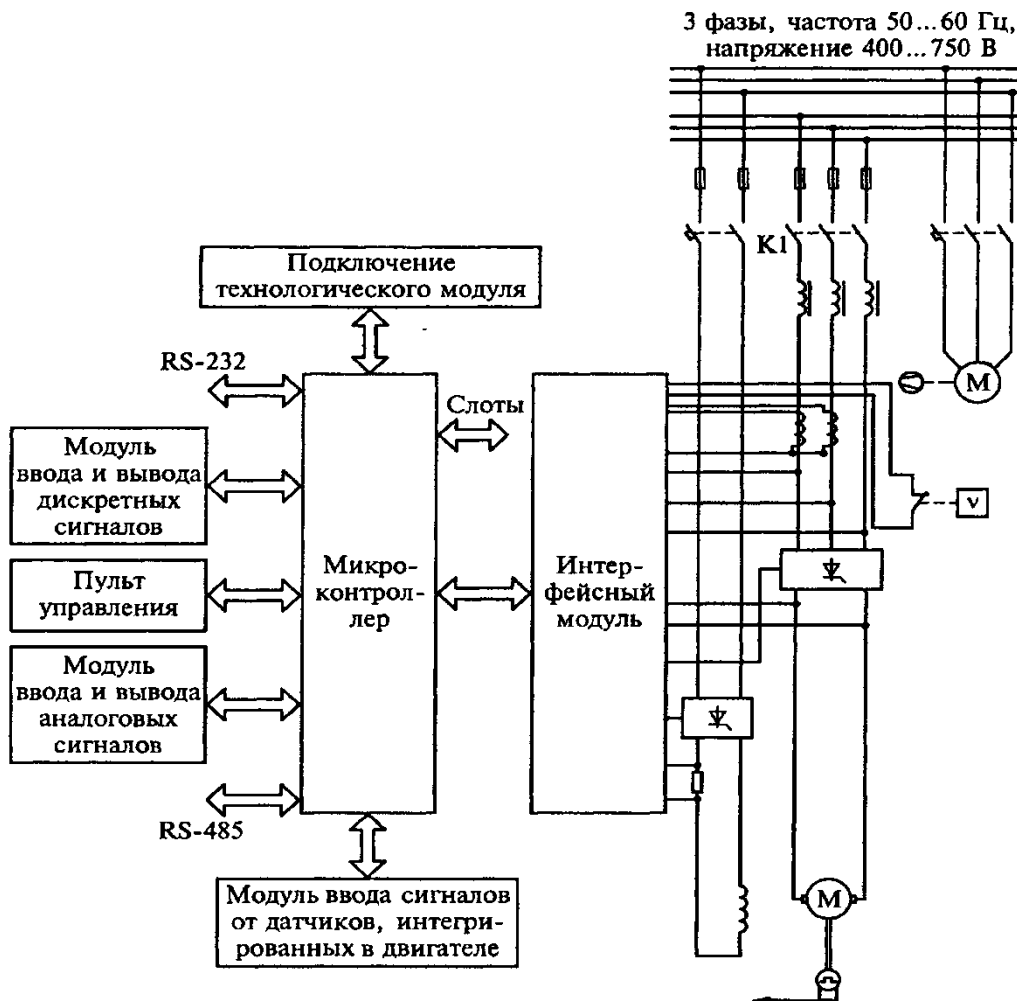 3 фазы, частота 50...60 Гц,
напряжение 400...750 В
К1
Подключение
технологического модуля
RS-232
Слоты
Модуль
ввода и вывода
дискретных
сигналов
Пульт
управления
Модуль
ввода и вывода
аналоговых
сигналов
RS-485
Микро-
контрол-
лер
Интер-
фейсный
модуль
М
v
М
Модуль ввода сигналов
от датчиков, интегри-
рованных в двигателе